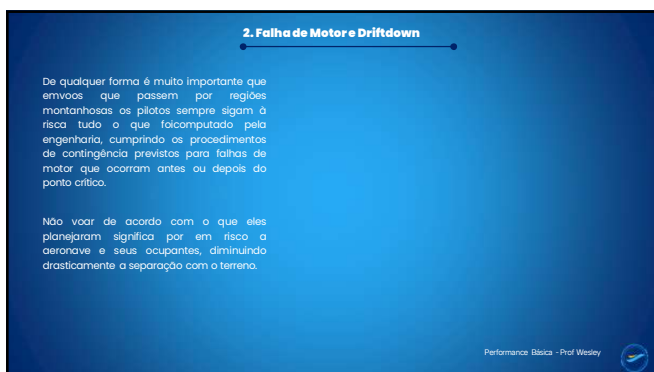 2. Falha de Motor e Driftdown
De qualquer forma é muito importante que
emvoos que passem por regiões
montanhosas os pilotos sempre sigam à
risca tudo o que foicomputado pela
engenharia, cumprindo os procedimentos
de contingência previstos para falhas de
motor que ocorram antes ou depois do
ponto crítico.
Não voar de acordo com o que eles
planejaram significa por em risco a
aeronave e seus ocupantes, diminuindo
drasticamente a separação com o terreno.
Performance Básica - Prof Wesley